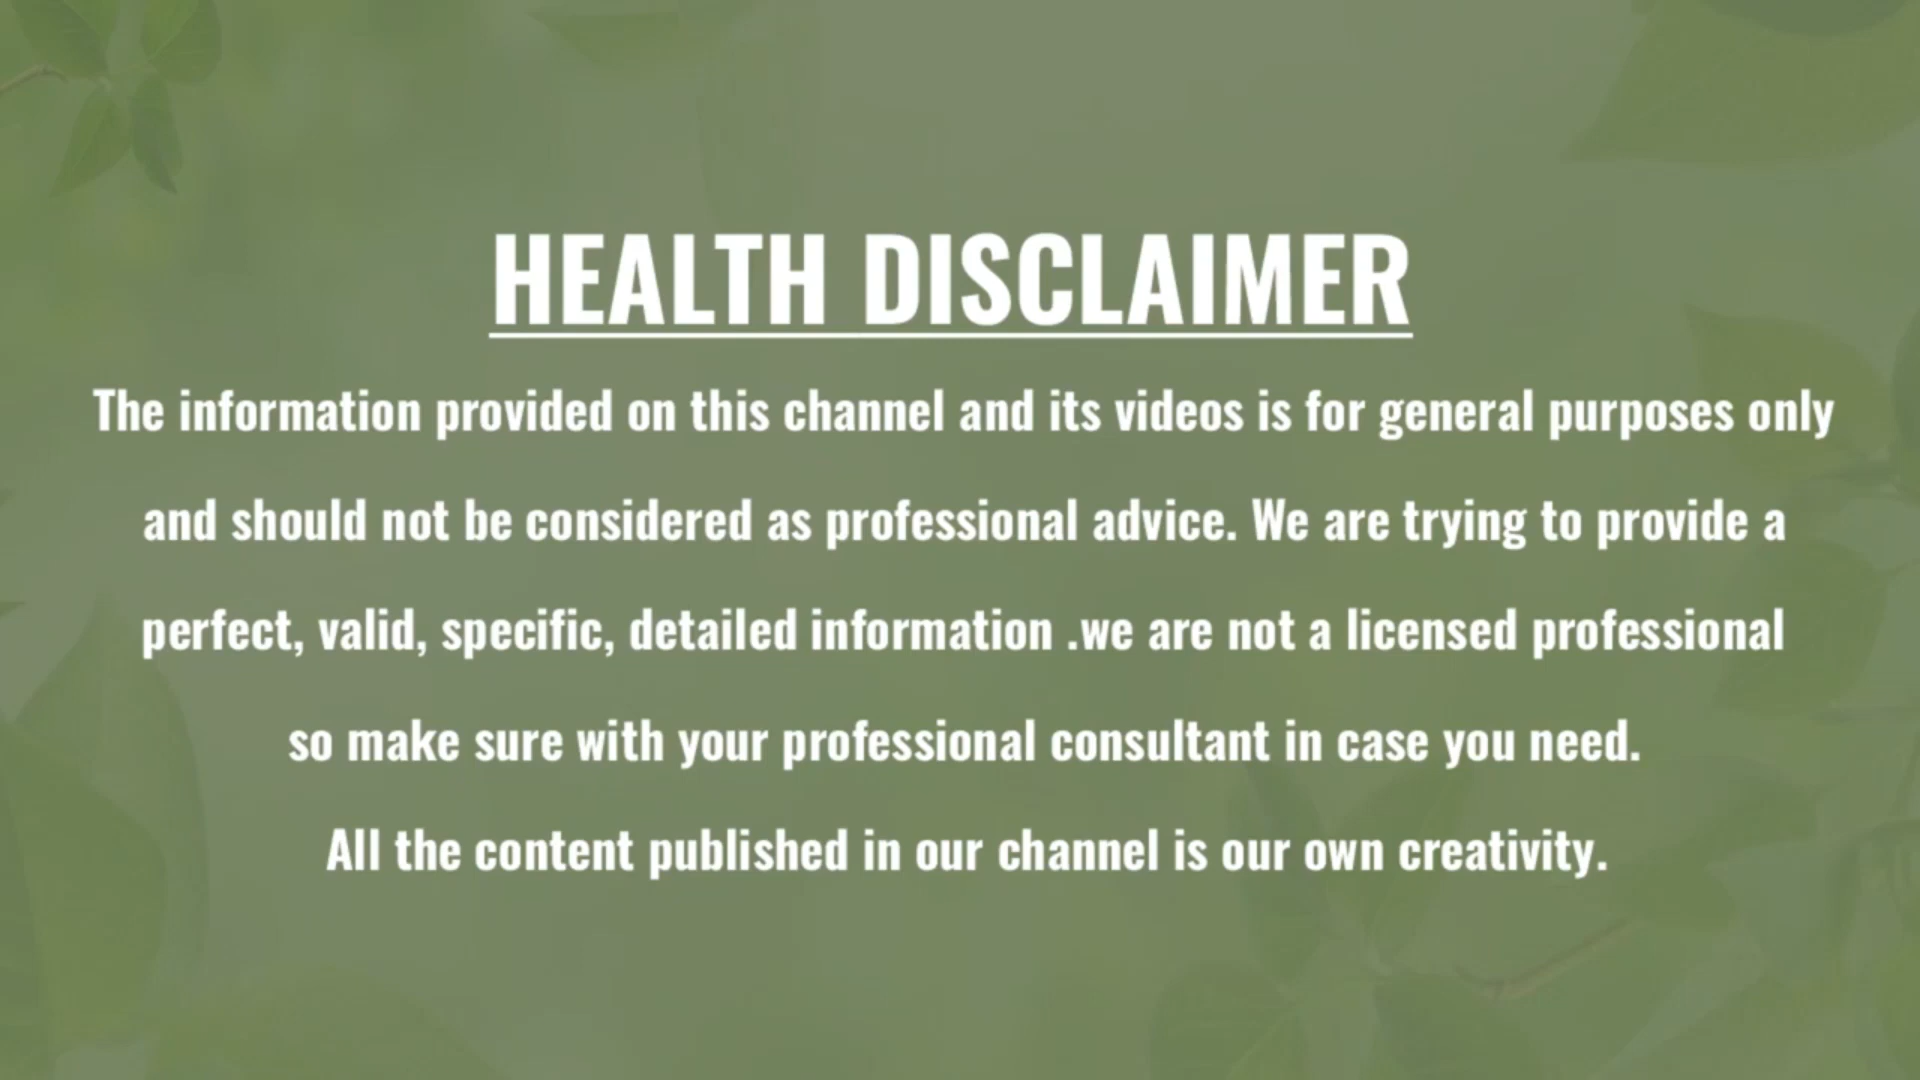 HEALTH DISCLAIMER
The information provided on this channel and its videos is for general purposes only
and should not be considered as professional advice. We are trying to provide a
perfect, valid, specific, detailed information .we are not a licensed professional
so make sure with your professional consultant in case you need.
All the content published in our channel is our own creativity.